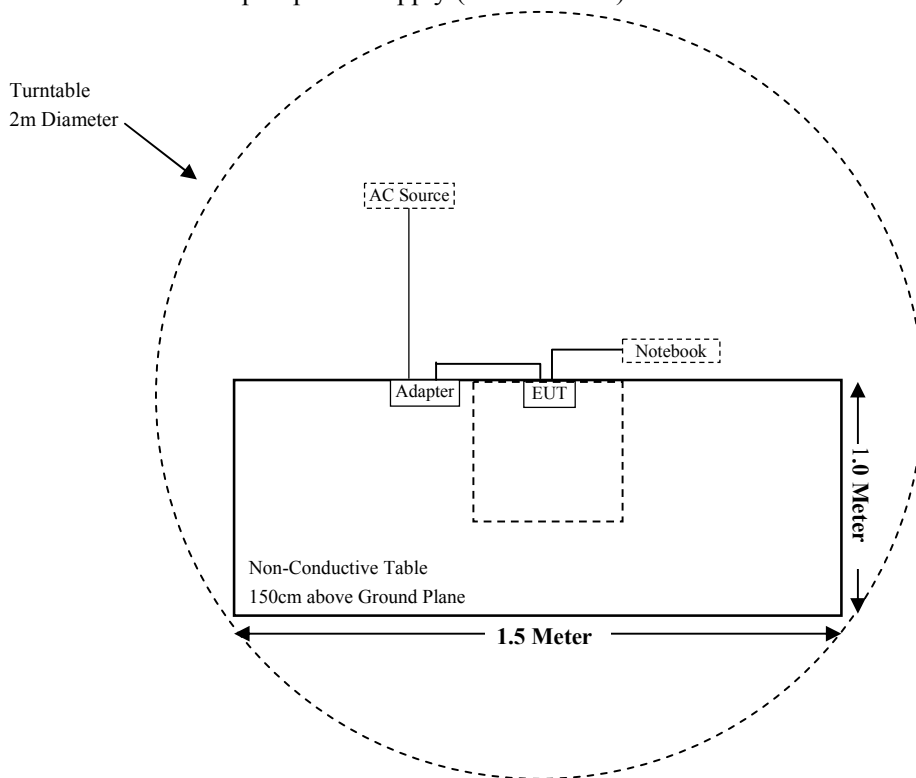 Turntable
2m Diameter
AC Source
Notebook
Adapter
EUT
1.0 Meter
Non-Conductive Table
150cm above Ground Plane
1.5 Meter